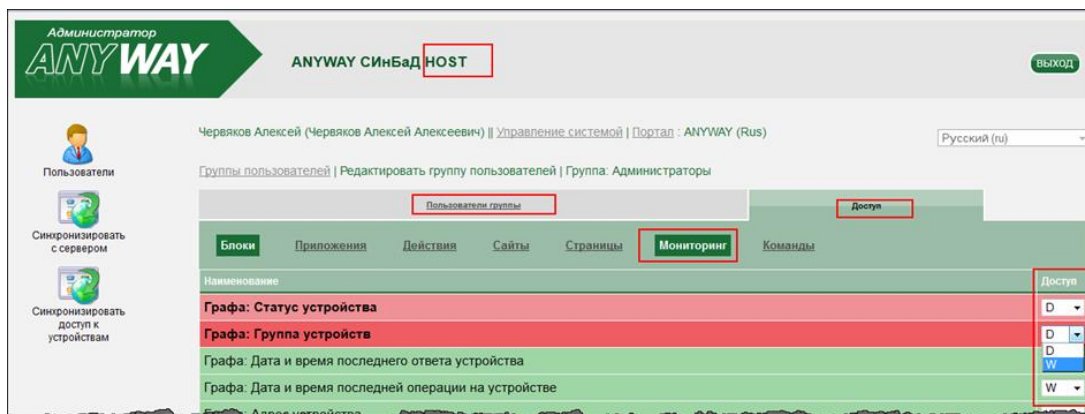 Администратор
ANYWAY
ANYWAY СИнБаД HOST
ВЫХОД
Червяков Алексей (Червяков Алексей Алексеевич) || Управление системой | Портал : ANYWAY (Rus)
Русский (ru)
Пользователи
Группы пользователей | Редактировать группу пользователей | Группа: Администраторы
Пользователи группы
Доступ
Синхронизировать
с сервером
Блоки Приложения Действия Сайты Страницы Мониторинг Команды
Наименование Доступ
Синхронизировать
доступ к
устройствам
Графа: Статус устройства D
Графа: Группа устройств D
D
W
Графа: Дата и время последнего ответа устройства
Графа: Дата и время последней операции на устройстве W
Адрес устройства